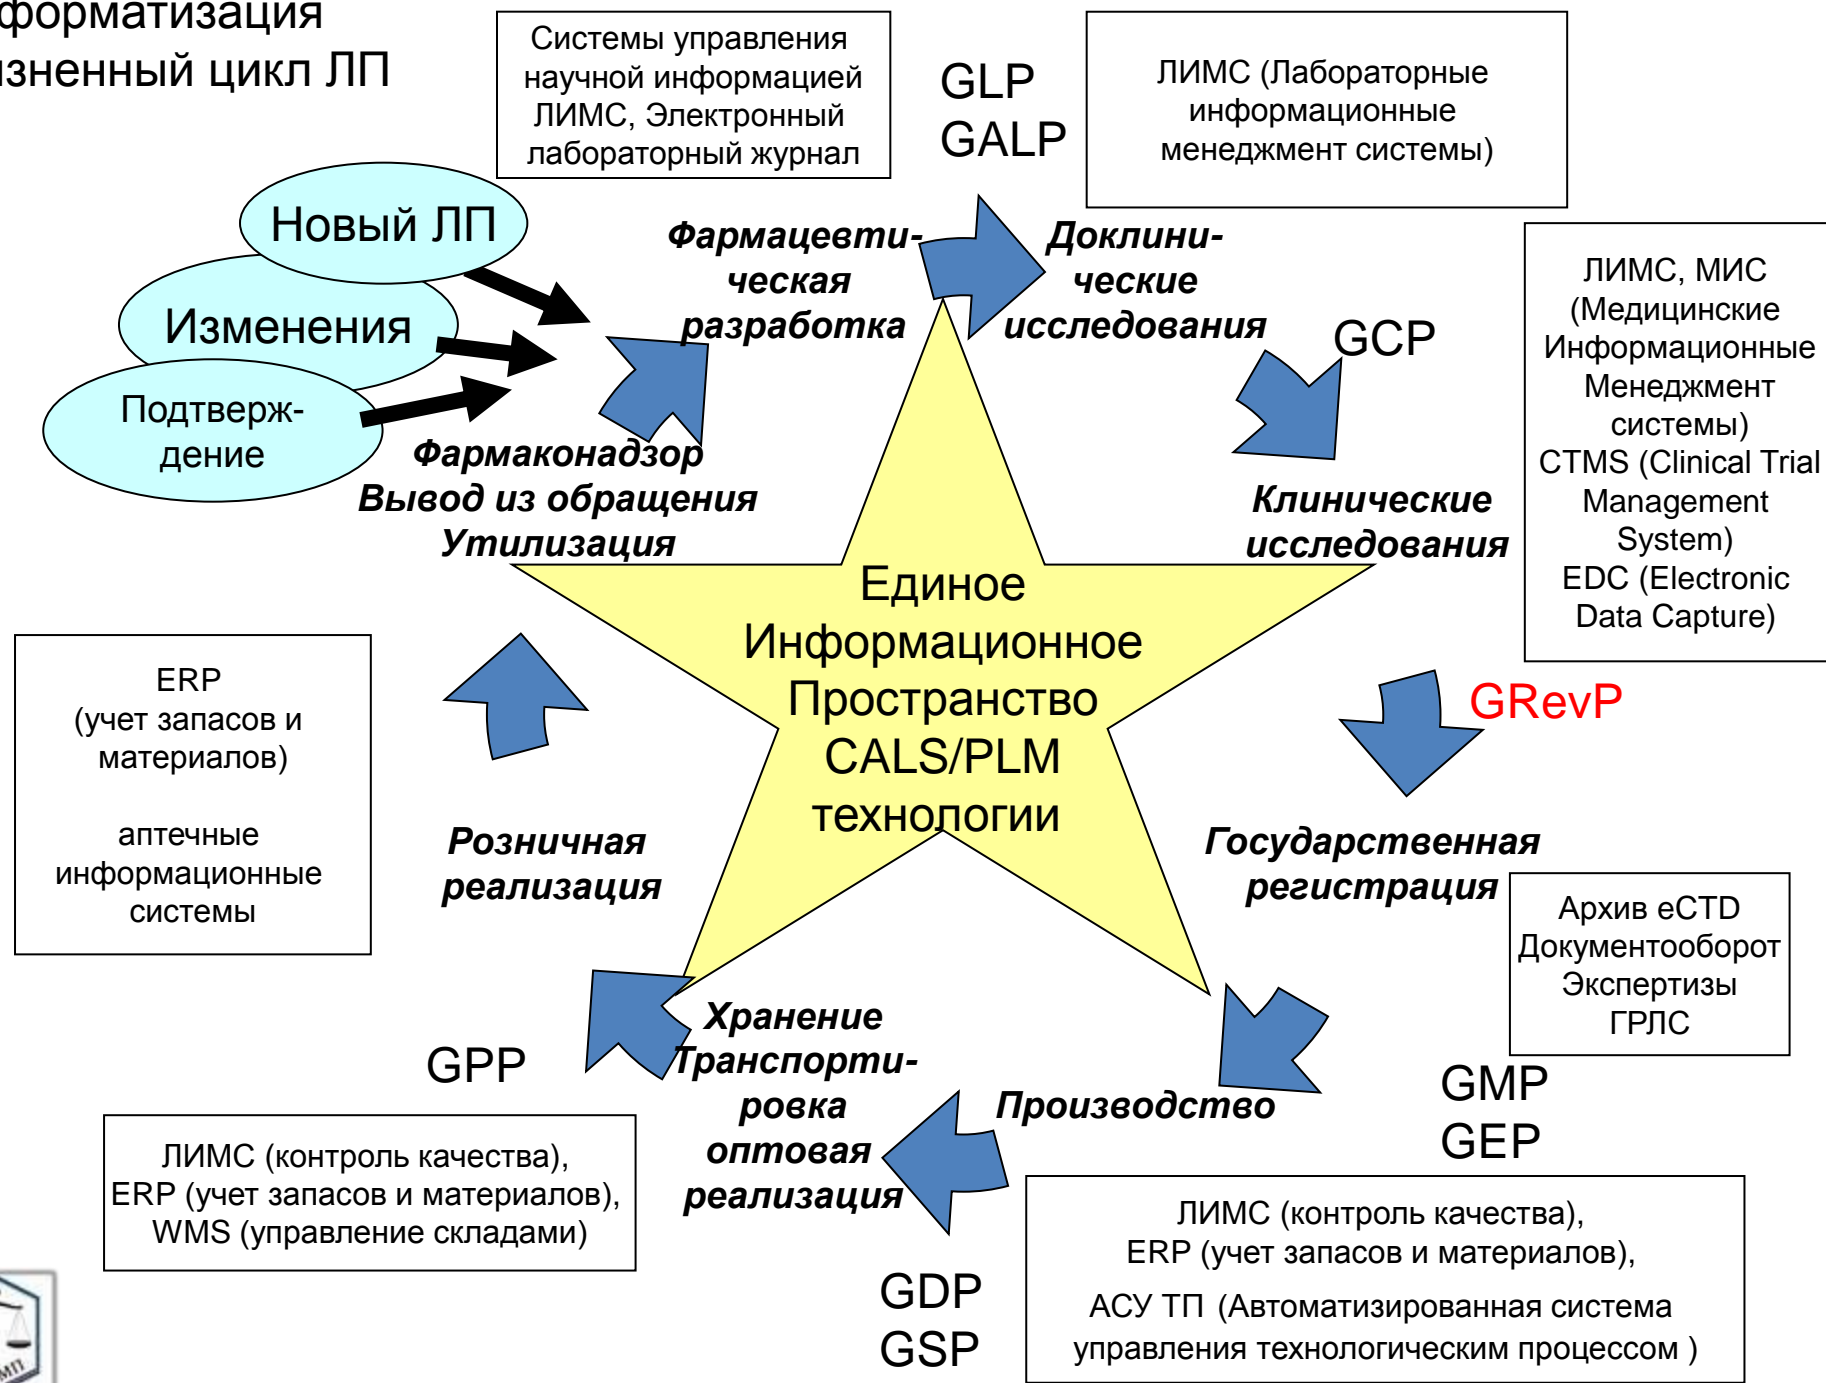 форматизация
зненный цикл ЛП
Системы управления
научной информацией
ЛИМС, Электронный
лабораторный журнал
GLP
GALP
ЛИМС (Лабораторные
информационные
менеджмент системы)
Новый ЛП
Изменения
Подтверж-
дение
Фармацевти-
ческая
разработка
Доклини-
ческие
исследования
GCP
ЛИМС, МИС
(Медицинские
Информационные
Менеджмент
системы)
CTMS (Clinical Trial
Management
System)
EDC (Electronic
Data Capture)
Фармаконадзор
Вывод из обращения
Утилизация
Клинические
исследования
Единое
Информационное
Пространство
CALS/PLM
технологии
GRevP
ERP
(учет запасов и
материалов)
аптечные
информационные
системы
Розничная
реализация
Государственная
регистрация
Архив eCTD
Документооборот
Экспертизы
ГРЛС
Хранение
Транспорти-
ровка
оптовая
реализация
GPP
Производство
GMP
GEP
ЛИМС (контроль качества),
ERP (учет запасов и материалов),
WMS (управление складами)
GDP
GSP
ЛИМС (контроль качества),
ERP (учет запасов и материалов),
АСУ ТП (Автоматизированная система
управления технологическим процессом )